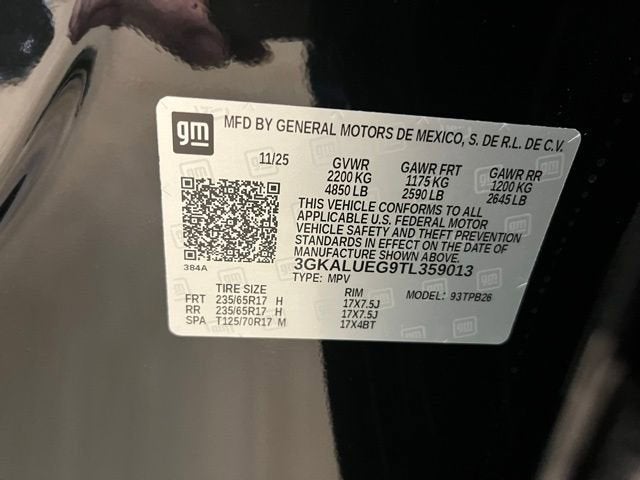 gm MFD BY GENERAL MOTORS DE MEXICO, S. DE R.L. DE C.V.
11/25 GVWR GAWR FRT GAWR RR
2200 KG 1175 KG 1200 KG
4850 LB 2590 LB 2645 LB
THIS VEHICLE CONFORMS TO ALL
APPLICABLE U.S. FEDERAL MOTOR
VEHICLE SAFETY AND THEFT PREVENTION
STANDARDS IN EFFECT ON THE DATE OF
MANUFACTURE SHOWN ABOVE.
384A 3GKALUEG9TL359013
TYPE: MPV
TIRE SIZE RIM MODEL: 93TPB26
FRT 235/65R17 H 17X7.5J
RR 235/65R17 H 17X7.5J
SPA T125/70R17 M 17X4BT